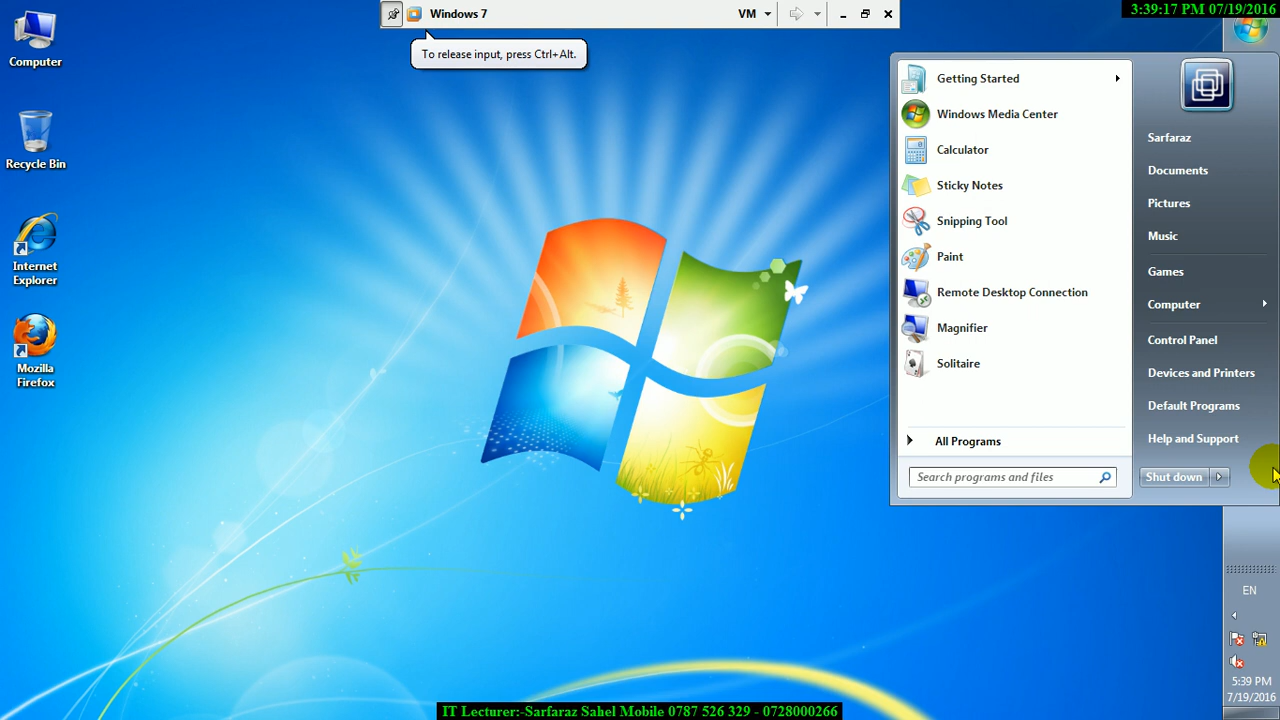 3:39:17 PM 07/19/2016
Windows 7
VM
To release input, press Ctrl+Alt.
Computer
Recycle Bin
Internet
Explorer
Mozilla
Firefox
Getting Started
Windows Media Center
Calculator
Sticky Notes
Snipping Tool
Paint
Remote Desktop Connection
Magnifier
Solitaire
All Programs
Search programs and files
Sarfaraz
Documents
Pictures
Music
Games
Computer
Control Panel
Devices and Printers
Default Programs
Help and Support
Shut down
EN
5:39 PM
7/19/2016
IT Lecturer:-Sarfaraz Sahel Mobile 0787 526 329 - 0728000266